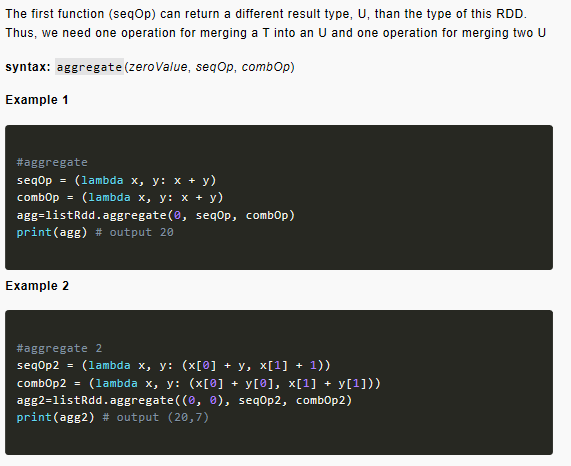 The first function (seqOp) can return a different result type, U, than the type of this RDD.
Thus, we need one operation for merging a T into an U and one operation for merging two U
syntax: aggregate(zeroValue, seqOp, combOp)
Example 1
#aggregate
seqOp = (lambda x, y: x + y)
combOp = (lambda x, y: x + y)
agg=listRdd.aggregate(0, seqOp, combOp)
print(agg) # output 20
Example 2
#aggregate 2
seqOp2 = (lambda x, y: (x[0] + y, x[1] + 1))
combOp2 = (lambda x, y: (x[0] + y[0], x[1] + y[1]))
agg2=listRdd.aggregate((0, 0), seqOp2, combOp2)
print(agg2) # output (20,7)